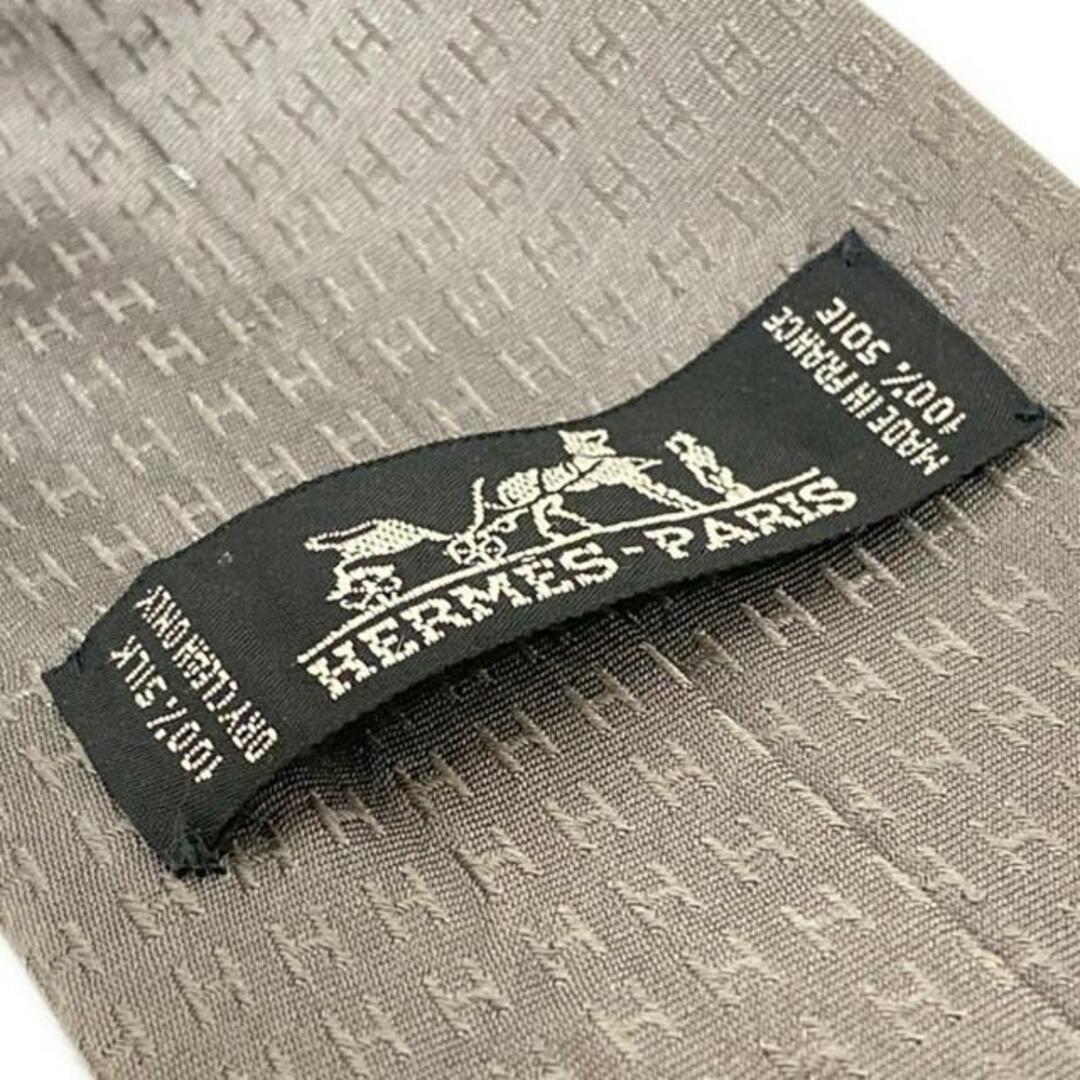 MADE IN FRANCE
100% SOIE
HERMES-PARIS
100% SILK
DRY CLEAN ONLY